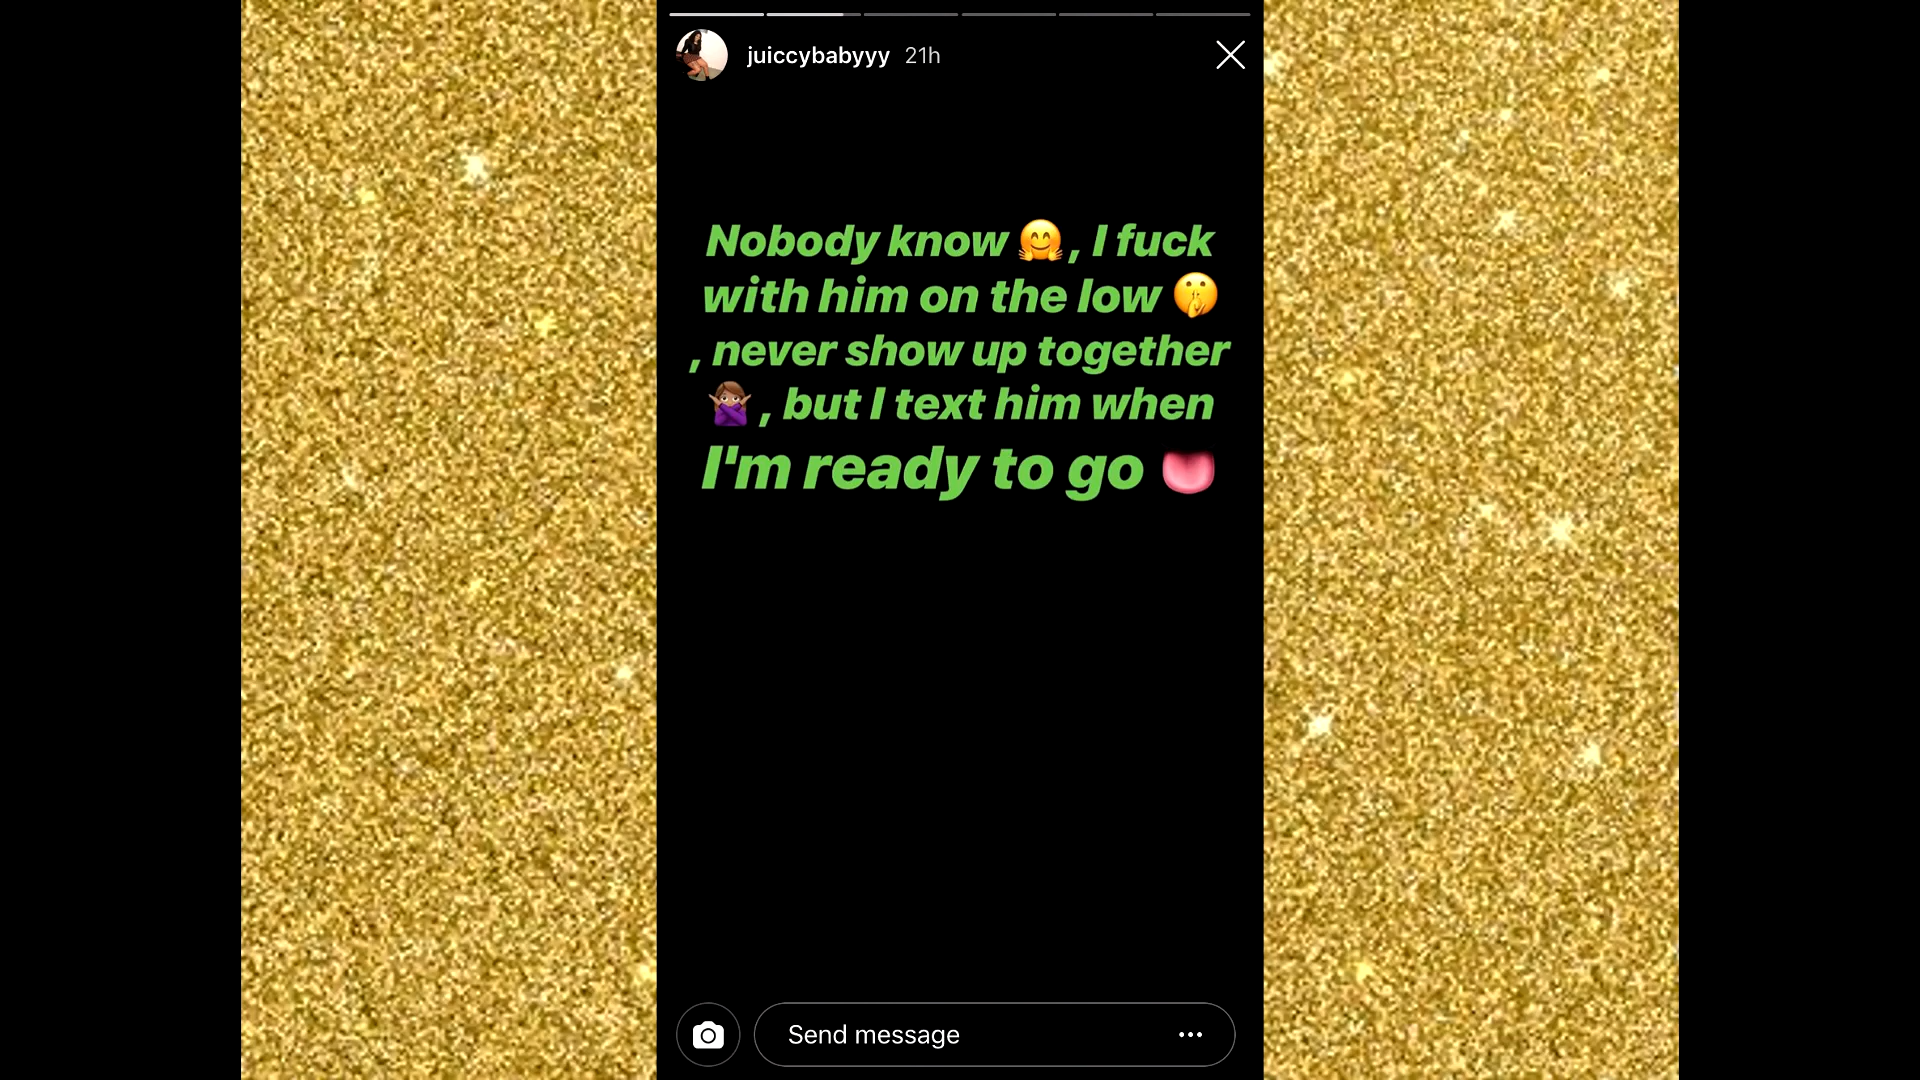 juiccybabyyy 21h
Nobody know 🤗, I fuck
with him on the low 🤫
, never show up together
🙅🏽‍♀️, but I text him when
I'm ready to go 👅
Send message